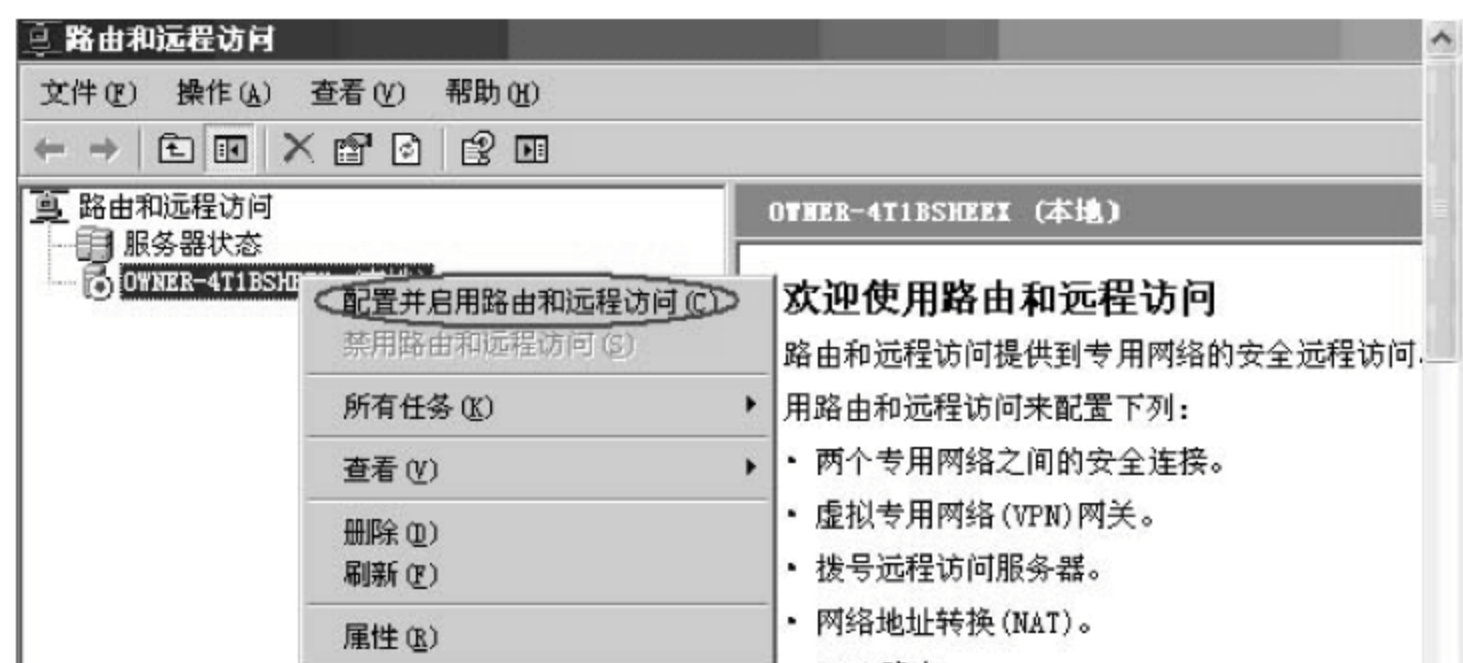 路由和远程访问
文件(F) 操作(A) 查看(V) 帮助(H)
路由和远程访问
服务器状态
OWNER-4T1BSHEEX (本地)
配置并启用路由和远程访问(C)
禁用路由和远程访问(S)
所有任务(K)
查看(V)
删除(D)
刷新(F)
属性(R)
OWNER-4T1BSHEEX (本地)
欢迎使用路由和远程访问
路由和远程访问提供到专用网络的安全远程访问.
用路由和远程访问来配置下列:
· 两个专用网络之间的安全连接。
· 虚拟专用网络(VPN)网关。
· 拨号远程访问服务器。
· 网络地址转换(NAT)。